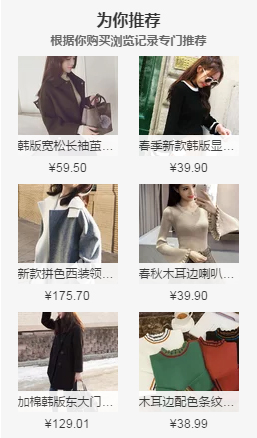 为你推荐
根据你购买浏览记录专门推荐
韩版宽松长袖茧…
春季新款韩版显…
¥59.50
¥39.90
新款拼色西装领…
春秋木耳边喇叭…
¥175.70
¥39.90
加棉韩版东大门…
木耳边配色条纹…
¥129.01
¥38.99